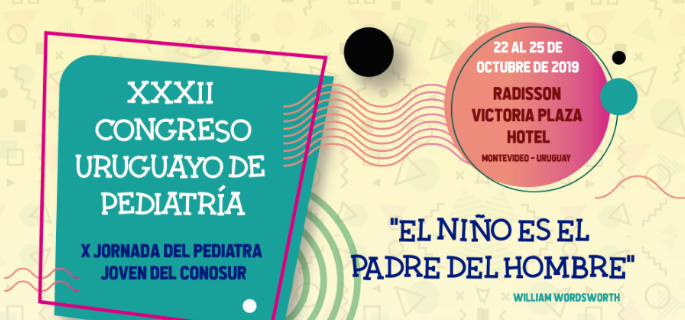 XXXII
CONGRESO
URUGUAYO DE
PEDIATRÍA
X JORNADA DEL PEDIATRA
JOVEN DEL CONOSUR
22 AL 25 DE
OCTUBRE DE 2019
RADISSON
VICTORIA PLAZA
HOTEL
MONTEVIDEO - URUGUAY
"EL NIÑO ES EL
PADRE DEL HOMBRE"
WILLIAM WORDSWORTH